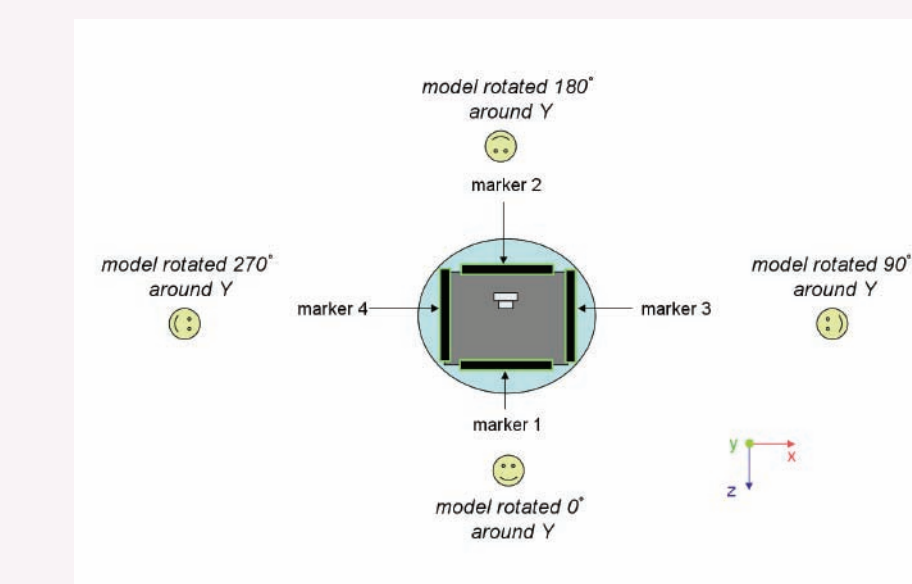 model rotated 180°
around Y
marker 2
model rotated 270°
around Y
marker 4
marker 3
model rotated 90°
around Y
marker 1
model rotated 0°
around Y
y
x
z